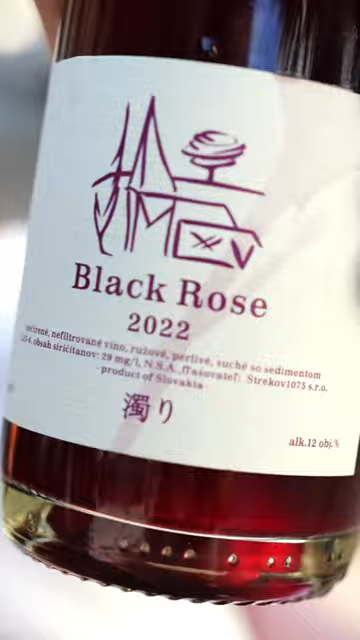 Black Rose
2022
nefiltrované víno, ružové, perlivé, suché so sedimentom
obsah siričitanov: 29 mg/l, N.S.A. Fľašovateľ: Strekov1075 s.r.o.
- product of Slovakia -
濁り
alk.12 obj.%